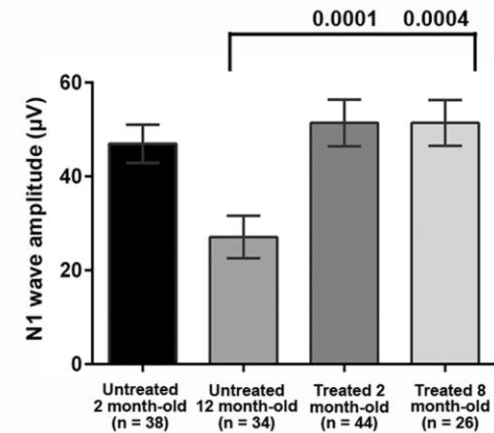 0.0001 0.0004
N1 wave amplitude (µV)
60
40
20
0
Untreated
2 month-old
(n = 38)
Untreated
12 month-old
(n = 34)
Treated 2
month-old
(n = 44)
Treated 8
month-old
(n = 26)